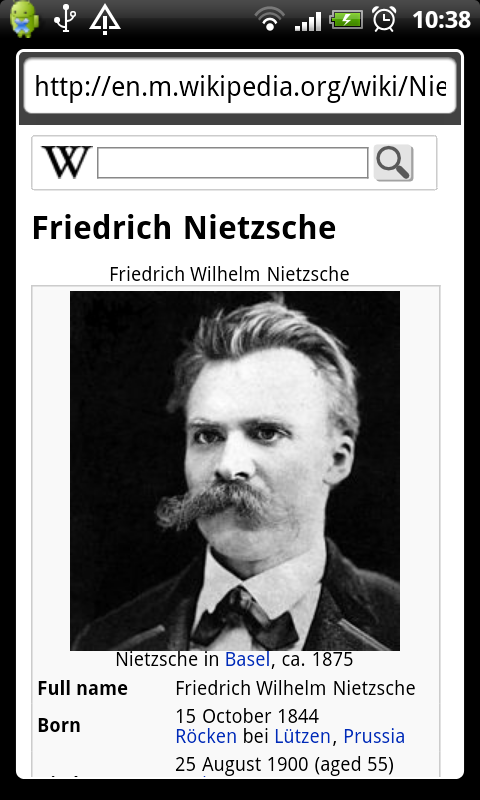 10:38
http://en.m.wikipedia.org/wiki/Nie
W
Friedrich Nietzsche
Friedrich Wilhelm Nietzsche
Nietzsche in Basel, ca. 1875
Full name Friedrich Wilhelm Nietzsche
Born 15 October 1844
Röcken bei Lützen, Prussia
25 August 1900 (aged 55)